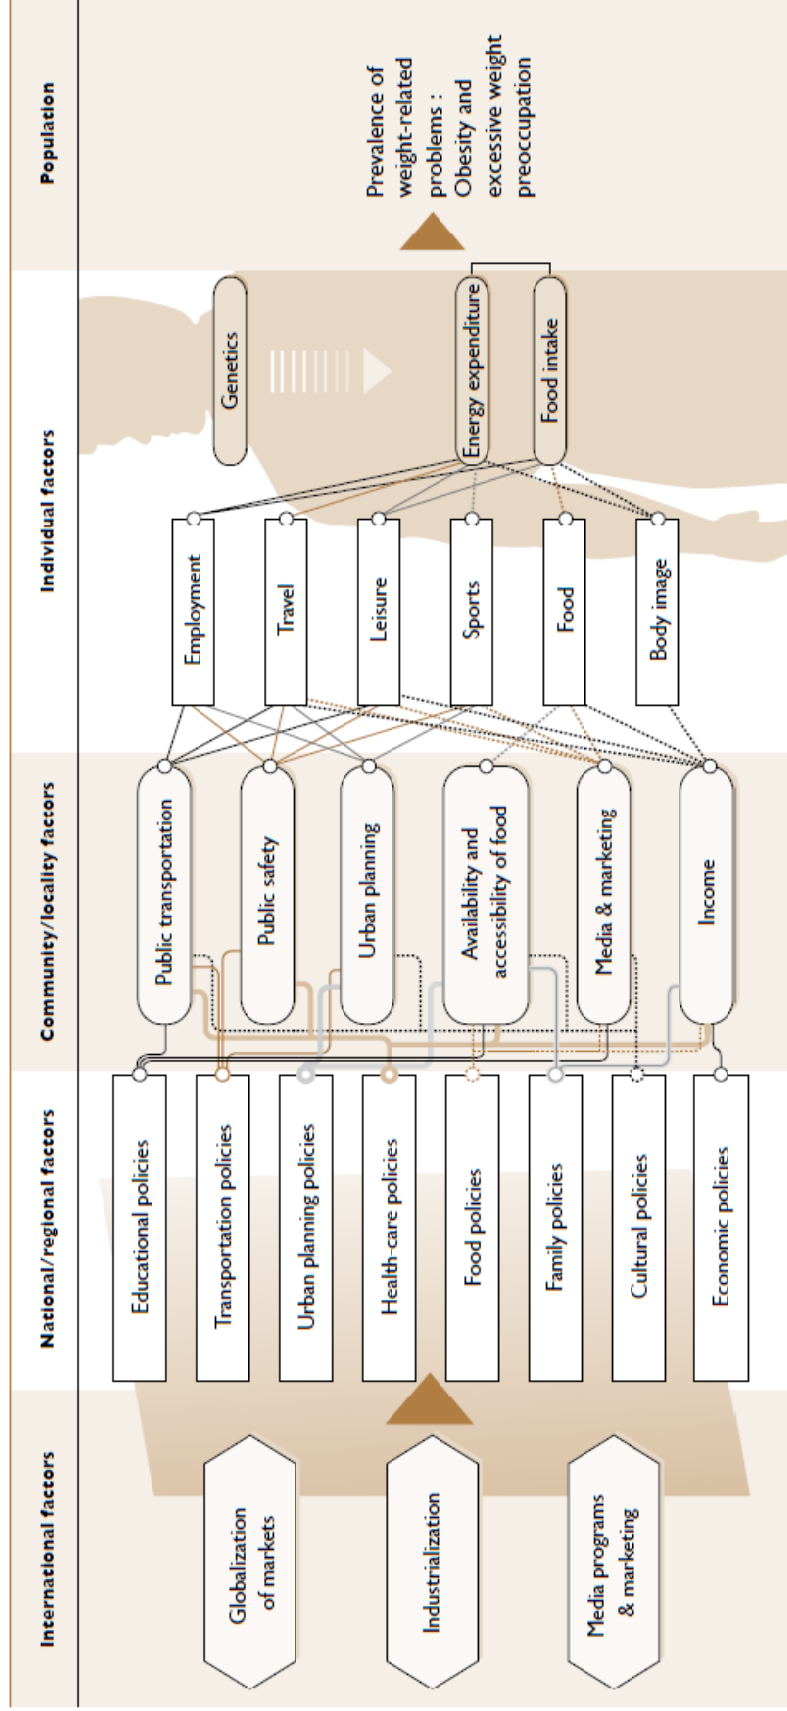 International factors
National/regional factors
Community/locality factors
Individual factors
Population
Globalization
of markets
Industrialization
Media programs
& marketing
Educational policies
Transportation policies
Urban planning policies
Health-care policies
Food policies
Family policies
Cultural policies
Economic policies
Public transportation
Public safety
Urban planning
Availability and
accessibility of food
Media & marketing
Income
Employment
Travel
Leisure
Sports
Food
Body image
Genetics
Energy expenditure
Food intake
Prevalence of
weight-related
problems :
Obesity and
excessive weight
preoccupation